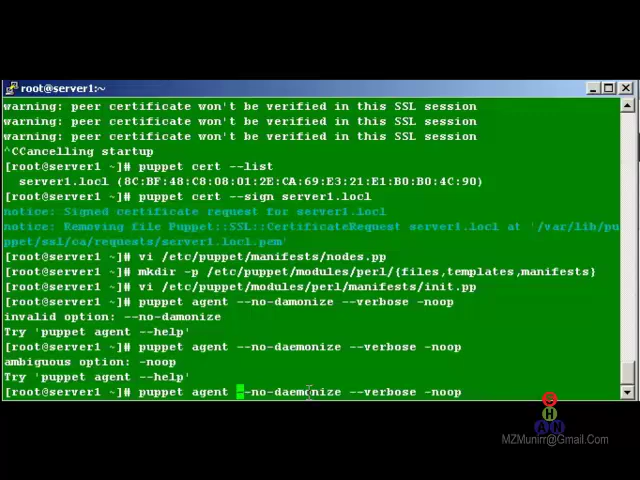 root@server1:~
warning: peer certificate won't be verified in this SSL session
warning: peer certificate won't be verified in this SSL session
warning: peer certificate won't be verified in this SSL session
^CCancelling startup
[root@server1 ~]# puppet cert --list
server1.locl (8C:BF:48:C8:08:01:2E:CA:69:E3:21:E1:B0:B0:4C:90)
[root@server1 ~]# puppet cert --sign server1.locl
notice: Signed certificate request for server1.locl
notice: Removing file Puppet::SSL::CertificateRequest server1.locl at '/var/lib/pu
ppet/ssl/ca/requests/server1.locl.pem'
[root@server1 ~]# vi /etc/puppet/manifests/nodes.pp
[root@server1 ~]# mkdir -p /etc/puppet/modules/perl/{files,templates,manifests}
[root@server1 ~]# vi /etc/puppet/modules/perl/manifests/init.pp
[root@server1 ~]# puppet agent --no-damonize --verbose -noop
invalid option: --no-damonize
Try 'puppet agent --help'
[root@server1 ~]# puppet agent --no-daemonize --verbose -noop
ambiguous option: -noop
Try 'puppet agent --help'
[root@server1 ~]# puppet agent --no-daemonize --verbose -noop
G
H
A N
MZMunirr@Gmail.Com